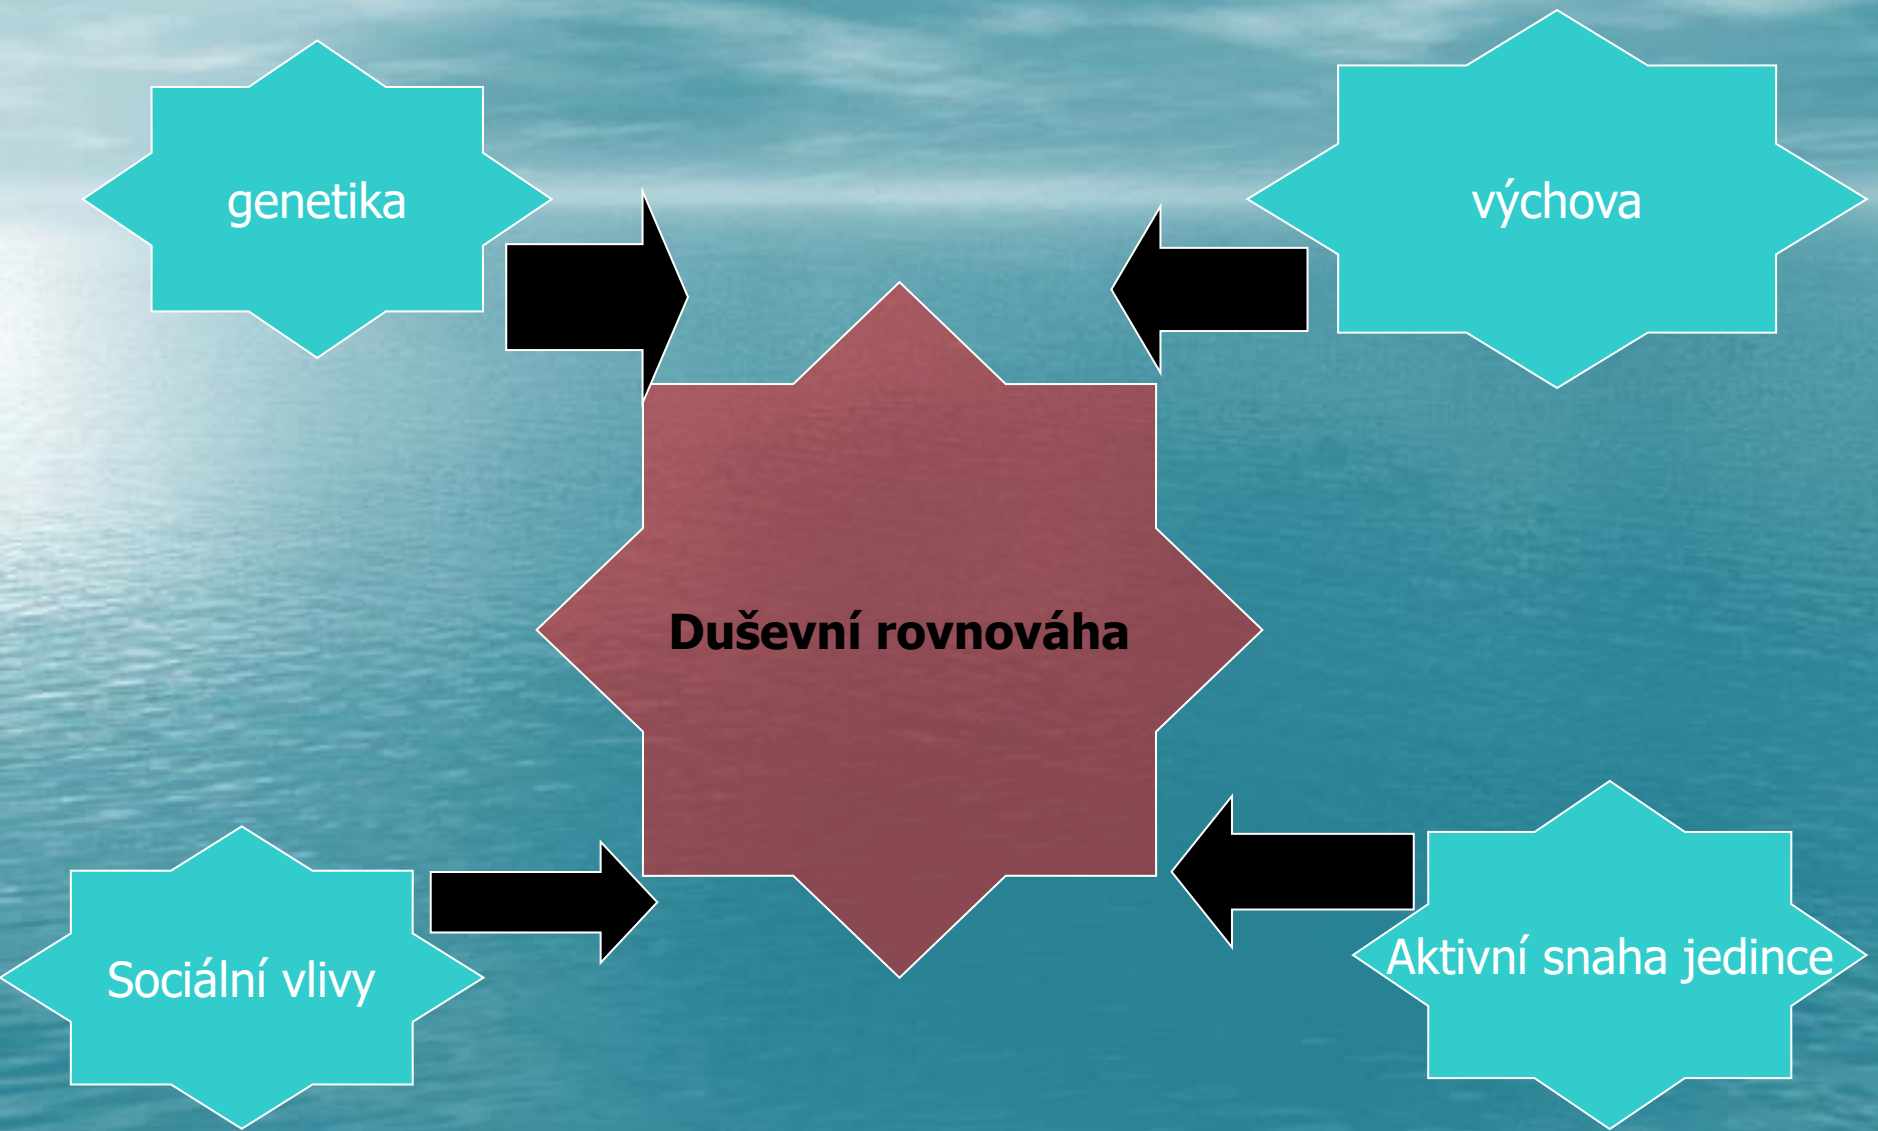 genetika
výchova
Duševní rovnováha
Sociální vlivy
Aktivní snaha jedince